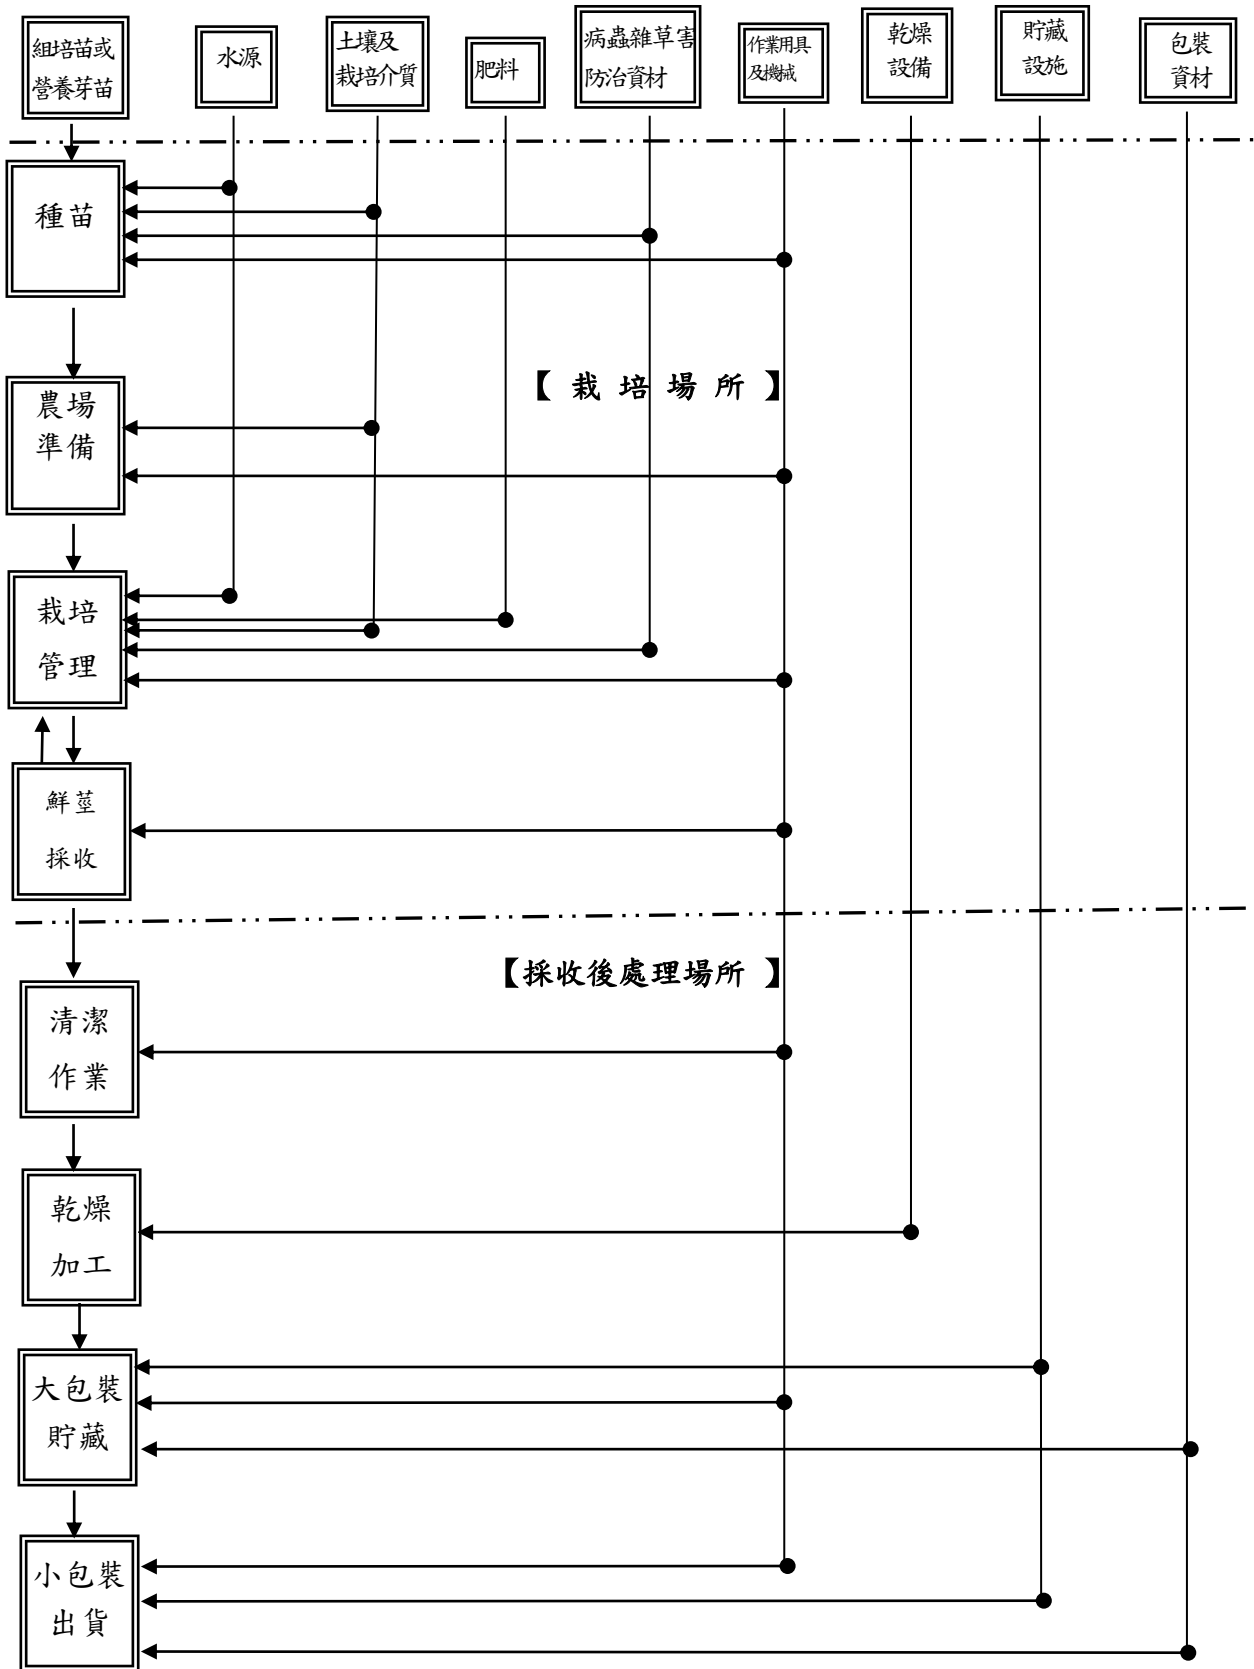 組培苗或
營養芽苗
水源
土壤及
栽培介質
肥料
病蟲雜草害
防治資材
作業用具
及機械
乾燥
設備
貯藏
設施
包裝
資材
種苗
【 栽 培 場 所 】
農場
準備
栽培
管理
鮮莖
採收
【採收後處理場所 】
清潔
作業
乾燥
加工
大包裝
貯藏
小包裝
出貨